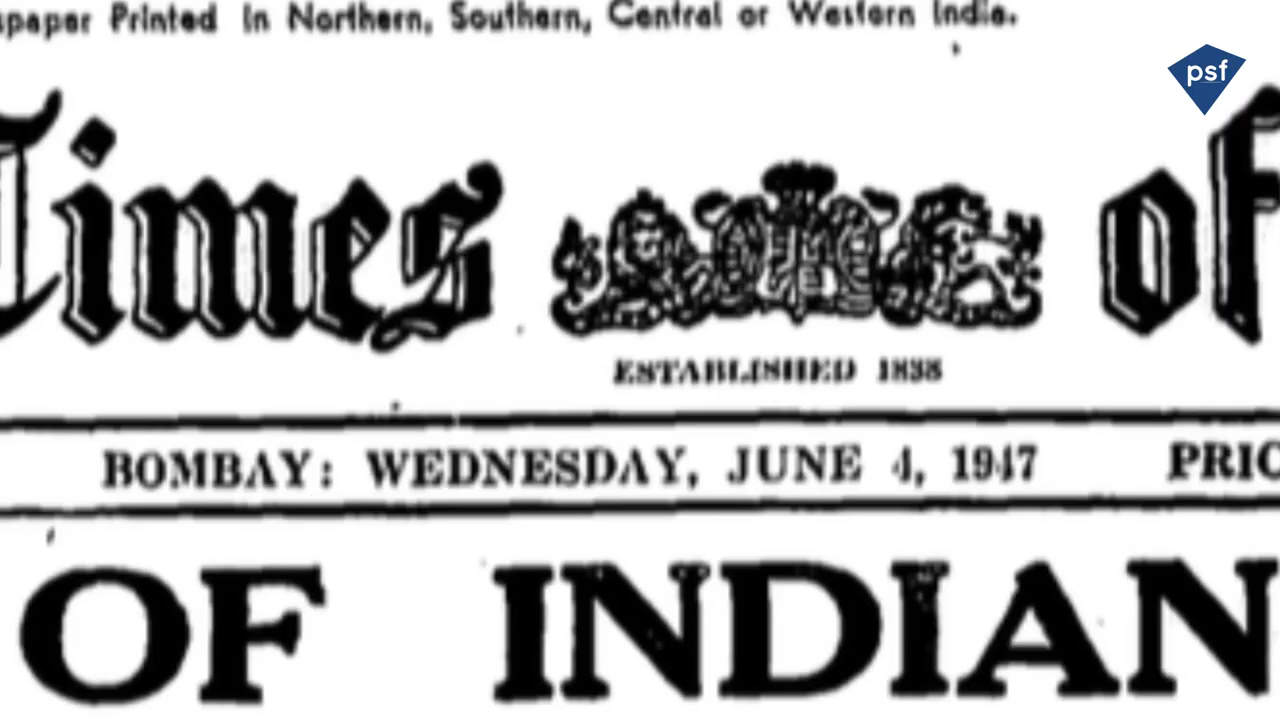 spaper Printed In Northern, Southern, Central or Western India.
psf
Times of
ESTABLISHED 1838
BOMBAY: WEDNESDAY, JUNE 4, 1947 PRIC
OF INDIAN